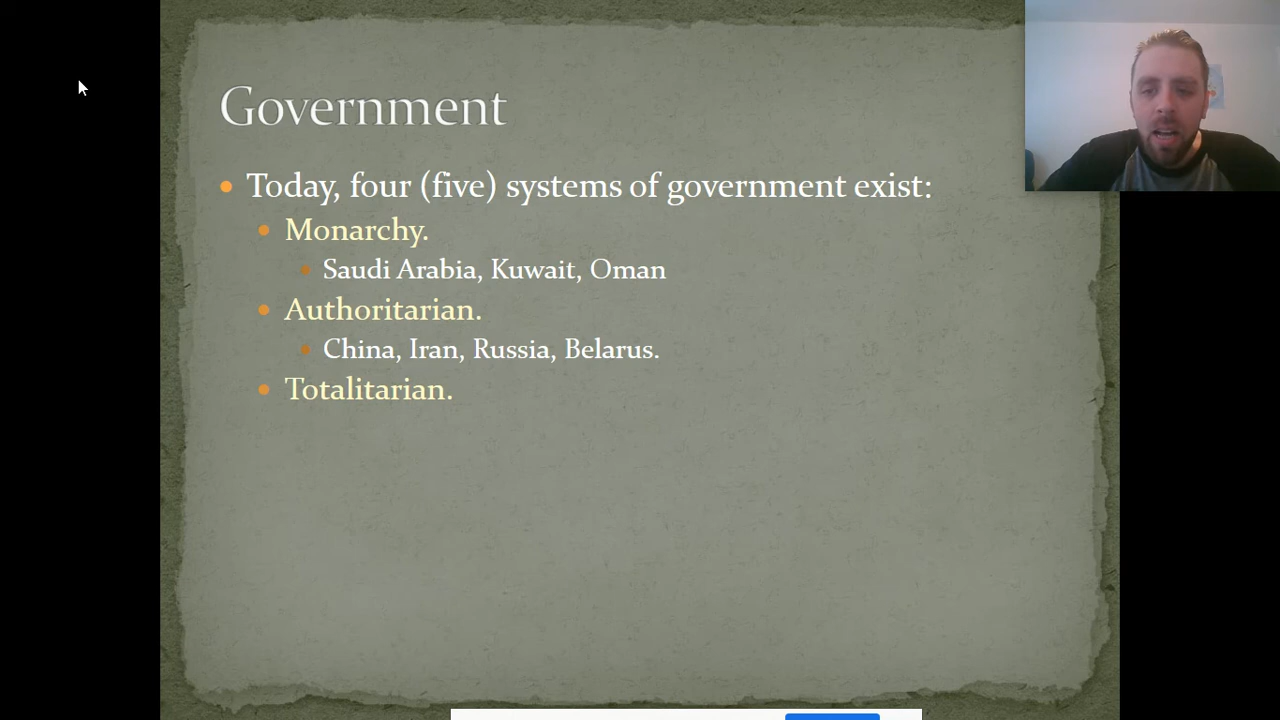 Government
Today, four (five) systems of government exist:
Monarchy.
Saudi Arabia, Kuwait, Oman
Authoritarian.
China, Iran, Russia, Belarus.
Totalitarian.